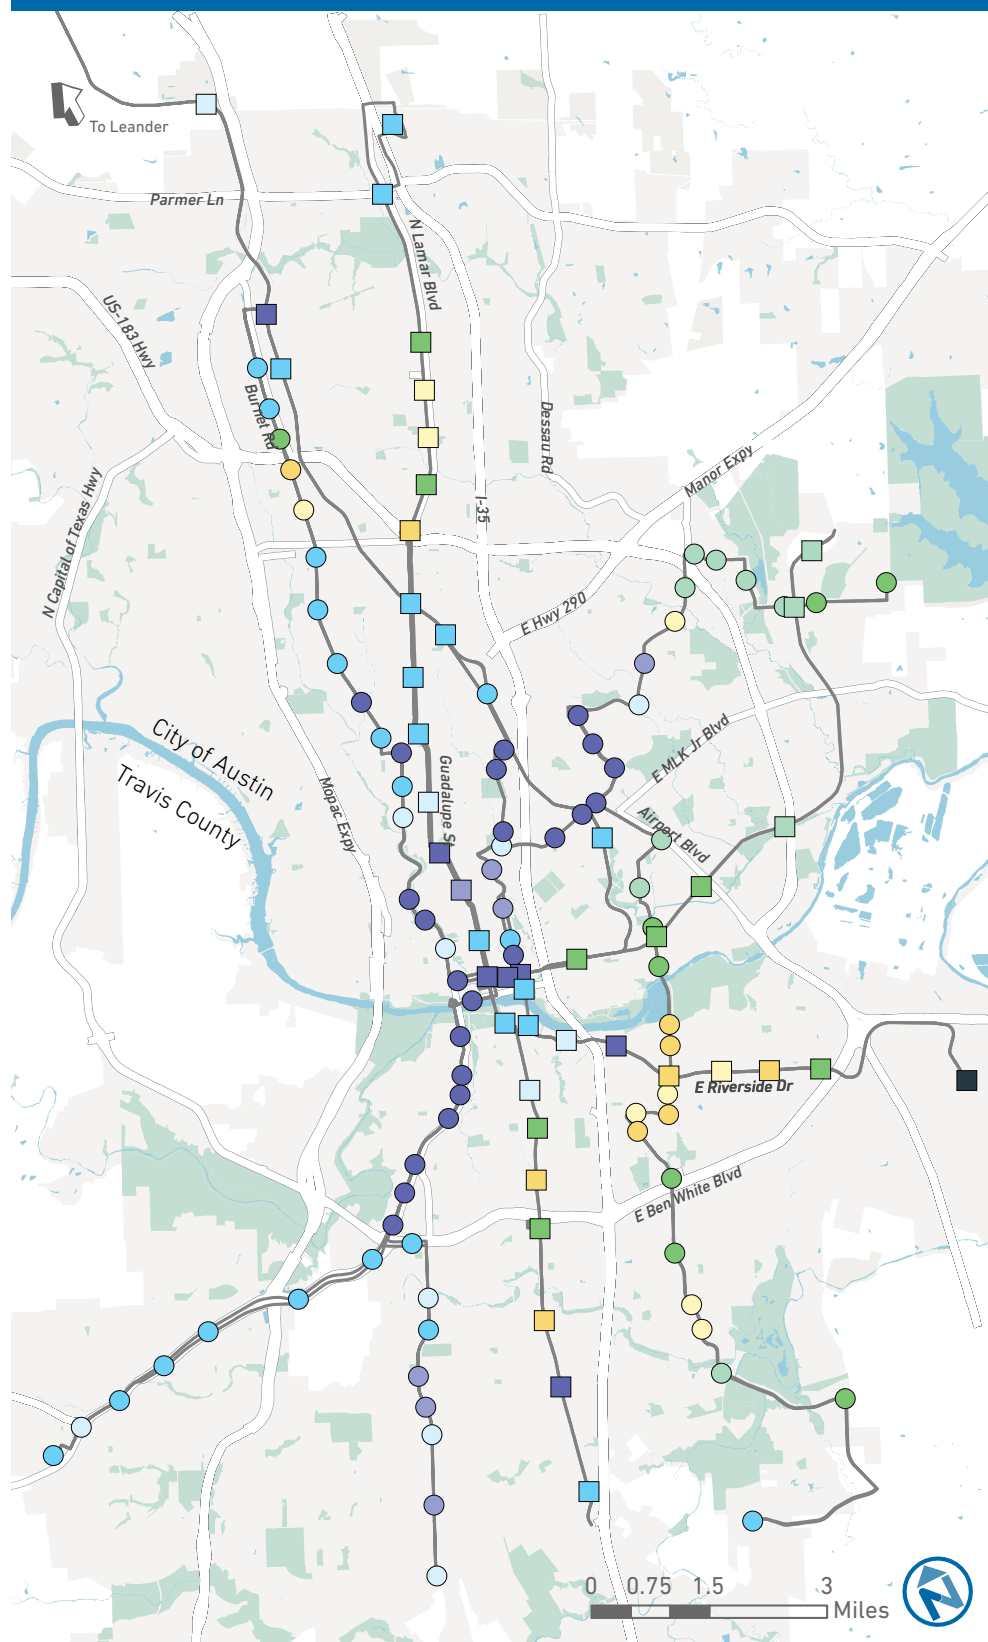 To Leander
Parmer Ln
N Lamar Blvd
US-183 Hwy
Burnet Rd
Dessau Rd
Manor Expy
I-35
N Capital of Texas Hwy
E Hwy 290
City of Austin
Travis County
E MLK Jr Blvd
Mopac Expy
Guadalupe St
Airport Blvd
E Riverside Dr
E Ben White Blvd
0 0.75 1.5 3
Miles
N